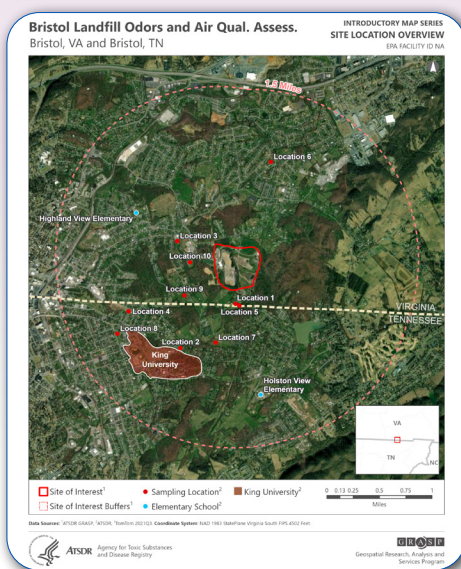 Bristol Landfill Odors and Air Qual. Assess.
Bristol, VA and Bristol, TN
INTRODUCTORY MAP SERIES
SITE LOCATION OVERVIEW
EPA FACILITY ID NA
1.5 Miles
Location 6
Highland View Elementary
Location 3
Location 10
Location 9
Location 1
VIRGINIA
Location 4
Location 5
TENNESSEE
Location 8
Location 2
Location 7
King
University
Holston View
Elementary
VA
TN
NC
Site of Interest¹
Sampling Location²
King University²
0 0.13 0.25 0.5 0.75 1
Site of Interest Buffers¹
Elementary School²
Miles
Data Sources: ¹ATSDR GRASP, ²ATSDR, ³TomTom 2021Q3. Coordinate System: NAD 1983 StatePlane Virginia South FIPS 4502 Feet
ATSDR
Agency for Toxic Substances
and Disease Registry
GRASP
Geospatial Research, Analysis and
Services Program